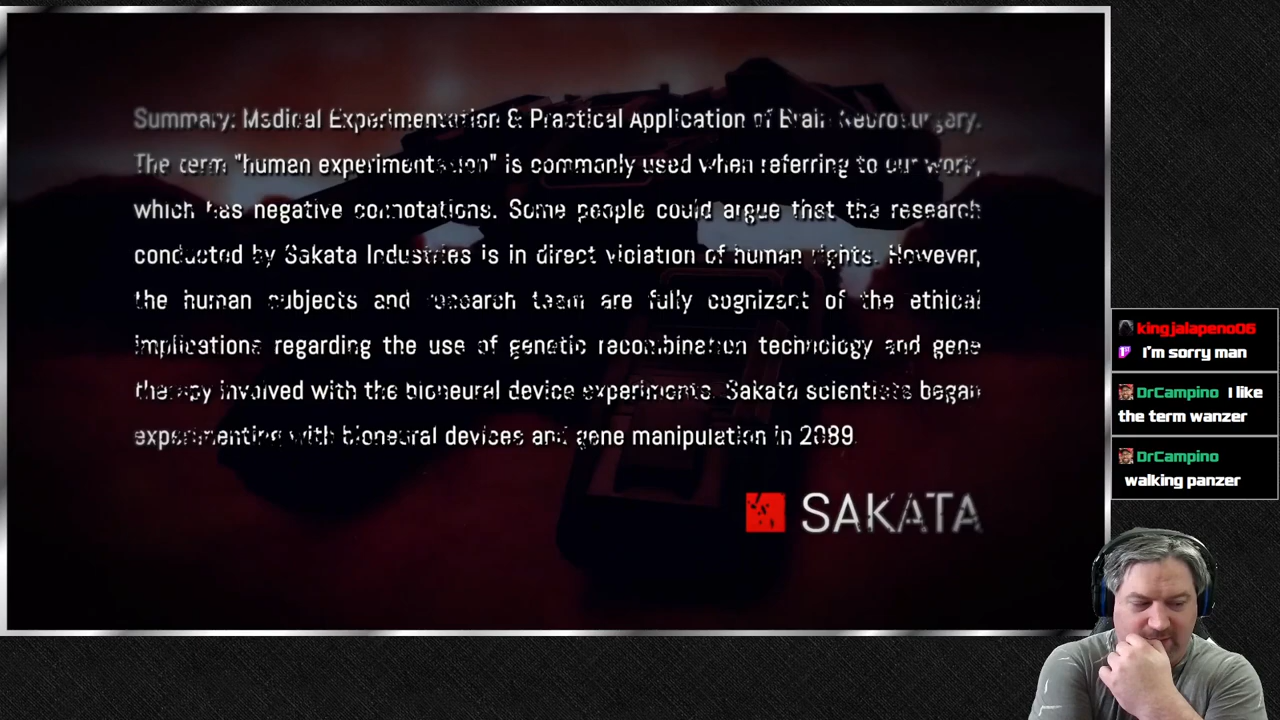 Summary: Medical Experimentation & Practical Application of Brain Neurosurgery.
The term "human experimentation" is commonly used when referring to our work,
which has negative connotations. Some people could argue that the research
conducted by Sakata Industries is in direct violation of human rights. However,
the human subjects and research team are fully cognizant of the ethical
implications regarding the use of genetic recombination technology and gene
therapy involved with the bioneural device experiments. Sakata scientists began
experimenting with bioneural devices and gene manipulation in 2089.
SAKATA
kingjalapeno06
I'm sorry man
DrCampino I like
the term wanzer
DrCampino
walking panzer